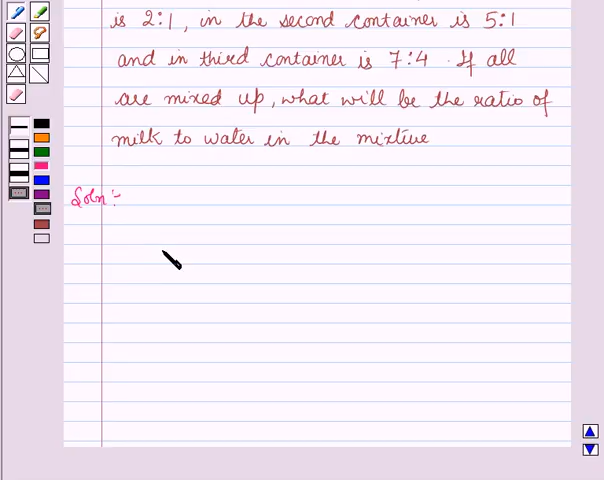 is 2:1, in the second container is 5:1
and in third container is 7:4. If all
are mixed up, what will be the ratio of
milk to water in the mixture
Soln :-